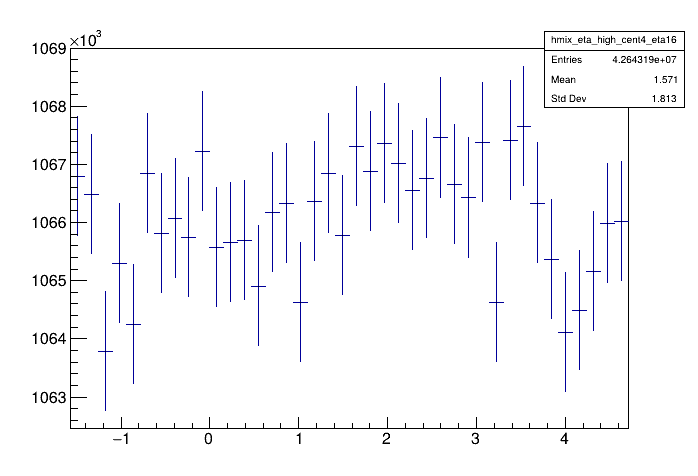 ×10³
hmix_eta_high_cent4_eta16
Entries 4.264319e+07
Mean 1.571
Std Dev 1.813
1069
1068
1067
1066
1065
1064
1063
−1 0 1 2 3 4